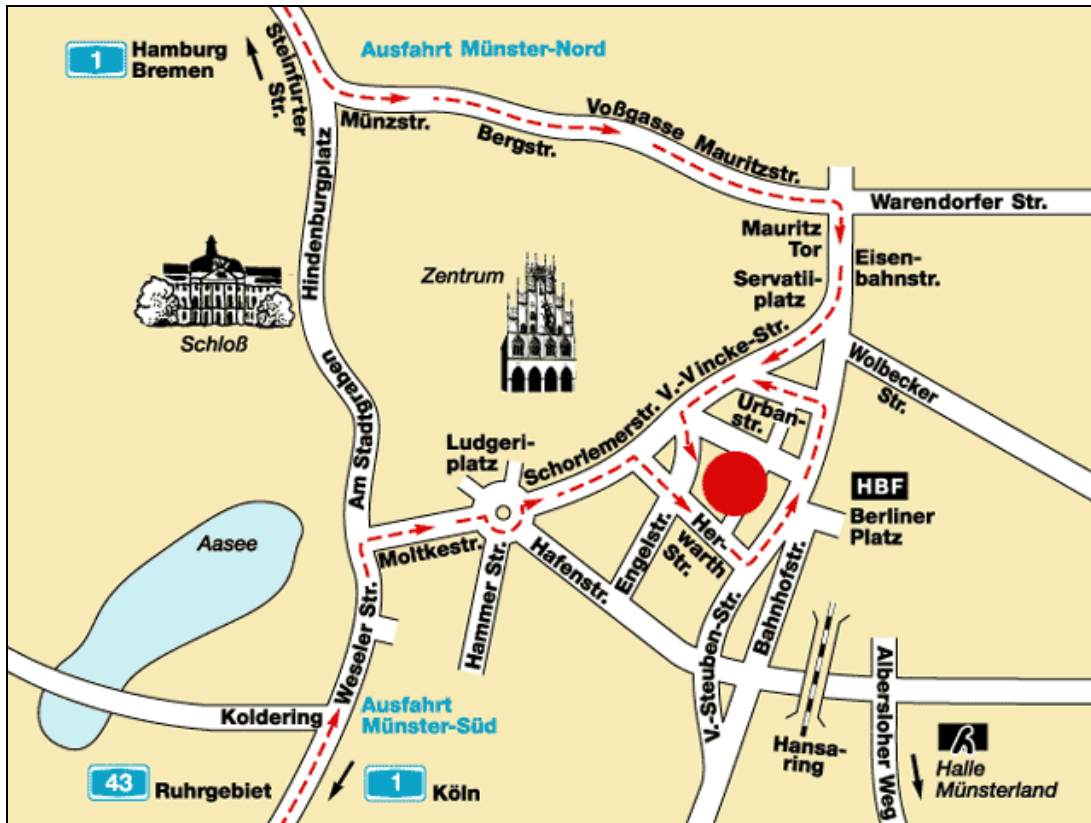 1
Hamburg
Bremen
Steinfurter
Str.
Ausfahrt Münster-Nord
Münzstr.
Bergstr.
Voßgasse
Mauritzstr.
Warendorfer Str.
Mauritz
Tor
Eisen-
bahnstr.
Servatii-
platz
Hindenburgplatz
Schloß
Zentrum
Wolbecker
Str.
V.-Vincke-Str.
Urban-
str.
Schorlemerstr.
Ludgeri-
platz
Am Stadtgraben
HBF
Berliner
Platz
Aasee
Moltkestr.
Her-
warth
Str.
Engelstr.
Hafenstr.
Hammer Str.
Bahnhofstr.
V.-Steuben-Str.
Weseler Str.
Koldering
Ausfahrt
Münster-Süd
Hansa-
ring
Albersloher Weg
Halle
Münsterland
43
Ruhrgebiet
1
Köln